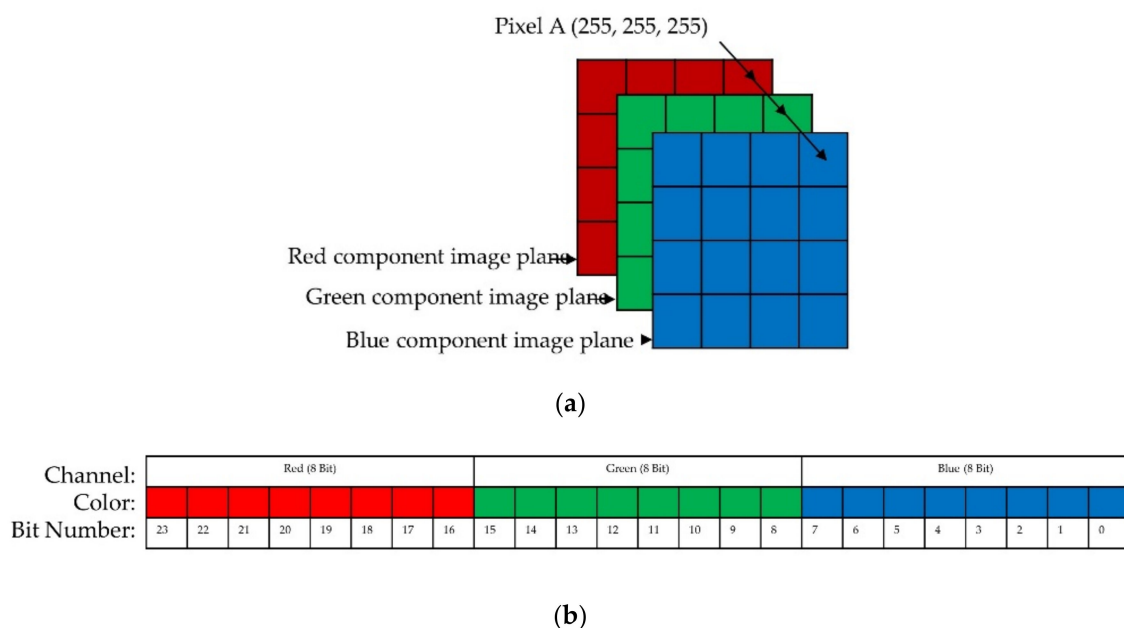 Pixel A (255, 255, 255)
Red component image plane
Green component image plane
Blue component image plane
(a)
Channel: Red (8 Bit) Green (8 Bit) Blue (8 Bit)
Color:
Bit Number: 23 22 21 20 19 18 17 16 15 14 13 12 11 10 9 8 7 6 5 4 3 2 1 0
(b)